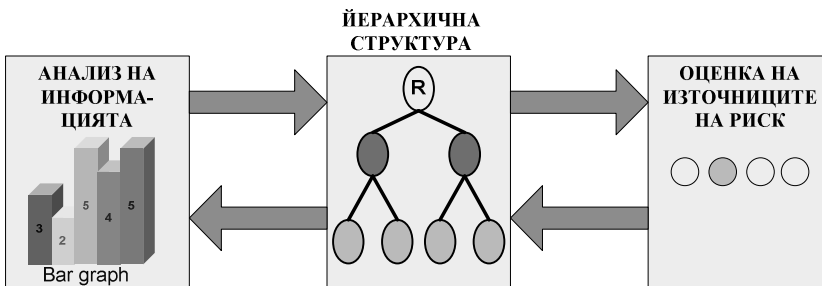 ЙЕРАРХИЧНА
СТРУКТУРА
АНАЛИЗ НА
ИНФОРМА-
ЦИЯТА
3
2
5
4
5
Bar graph
R
ОЦЕНКА НА
ИЗТОЧНИЦИТЕ
НА РИСК